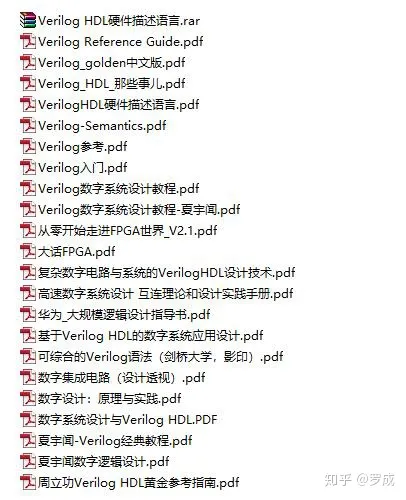 Verilog HDL硬件描述语言.rar
Verilog Reference Guide.pdf
Verilog_golden中文版.pdf
Verilog_HDL_那些事儿.pdf
VerilogHDL硬件描述语言.pdf
Verilog-Semantics.pdf
Verilog参考.pdf
Verilog入门.pdf
Verilog数字系统设计教程.pdf
Verilog数字系统设计教程-夏宇闻.pdf
从零开始走进FPGA世界_V2.1.pdf
大话FPGA.pdf
复杂数字电路与系统的VerilogHDL设计技术.pdf
高速数字系统设计 互连理论和设计实践手册.pdf
华为_大规模逻辑设计指导书.pdf
基于Verilog HDL的数字系统应用设计.pdf
可综合的Verilog语法（剑桥大学，影印）.pdf
数字集成电路（设计透视）.pdf
数字设计：原理与实践.pdf
数字系统设计与Verilog HDL.PDF
夏宇闻-Verilog经典教程.pdf
夏宇闻数字逻辑设计.pdf
周立功Verilog HDL黄金参考指南.pdf
知乎 @罗成